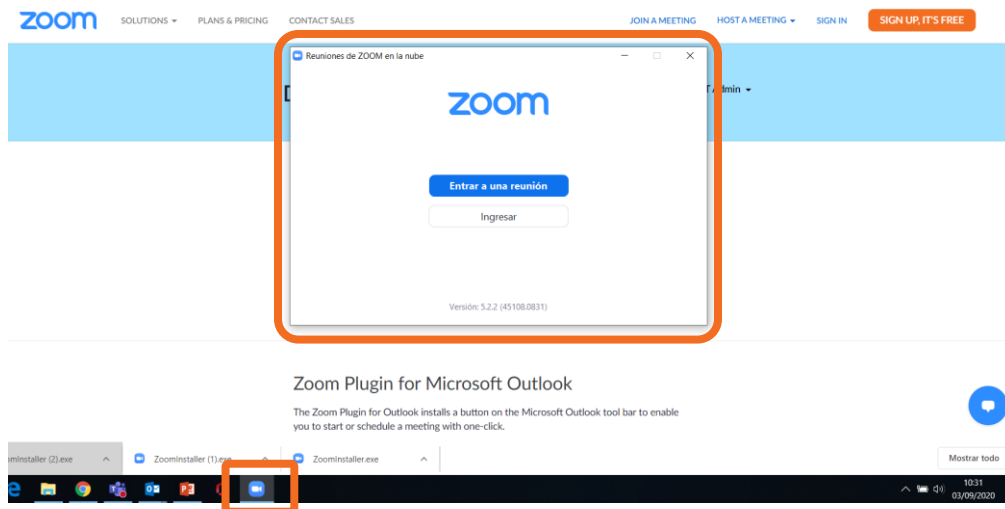 zoom SOLUTIONS PLANS & PRICING CONTACT SALES JOIN A MEETING HOST A MEETING SIGN IN SIGN UP, IT'S FREE
Reuniones de ZOOM en la nube
zoom
Entrar a una reunión
Ingresar
Versión: 5.2.2 (45108.0831)
Zoom Plugin for Microsoft Outlook
The Zoom Plugin for Outlook installs a button on the Microsoft Outlook tool bar to enable
you to start or schedule a meeting with one-click.
ominstaller (2).exe ZoomInstaller (1).exe ZoomInstaller.exe Mostrar todo
10:31
03/09/2020